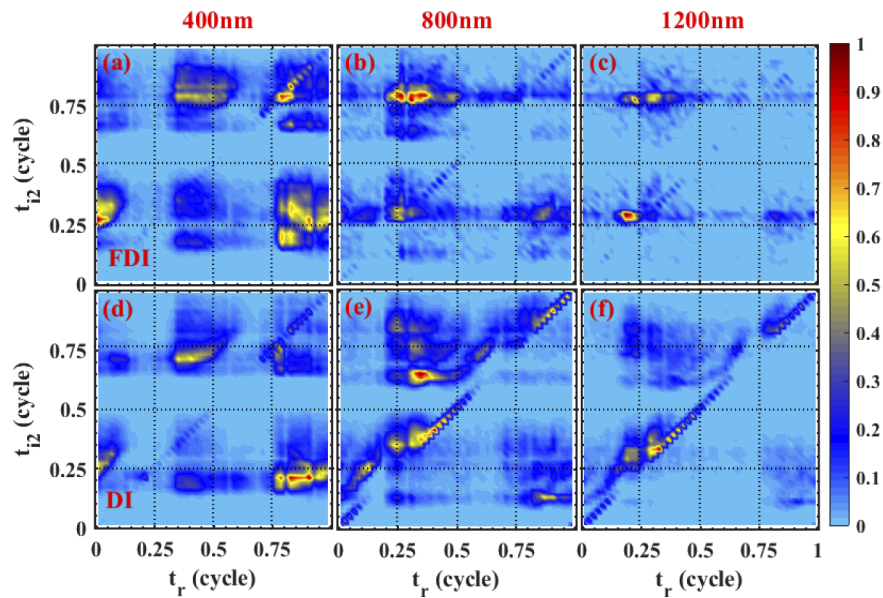 400nm 800nm 1200nm
(a) (b) (c) 1
0.9
0.75 0.8
0.7
t_i2 (cycle) 0.5 0.6
0.25
FDI 0.5
0
(d) (e) (f) 0.4
0.75 0.3
t_i2 (cycle) 0.5
0.2
0.25
DI 0.1
0 0
0 0.25 0.5 0.75 0 0.25 0.5 0.75 0 0.25 0.5 0.75 1
t_r (cycle) t_r (cycle) t_r (cycle)